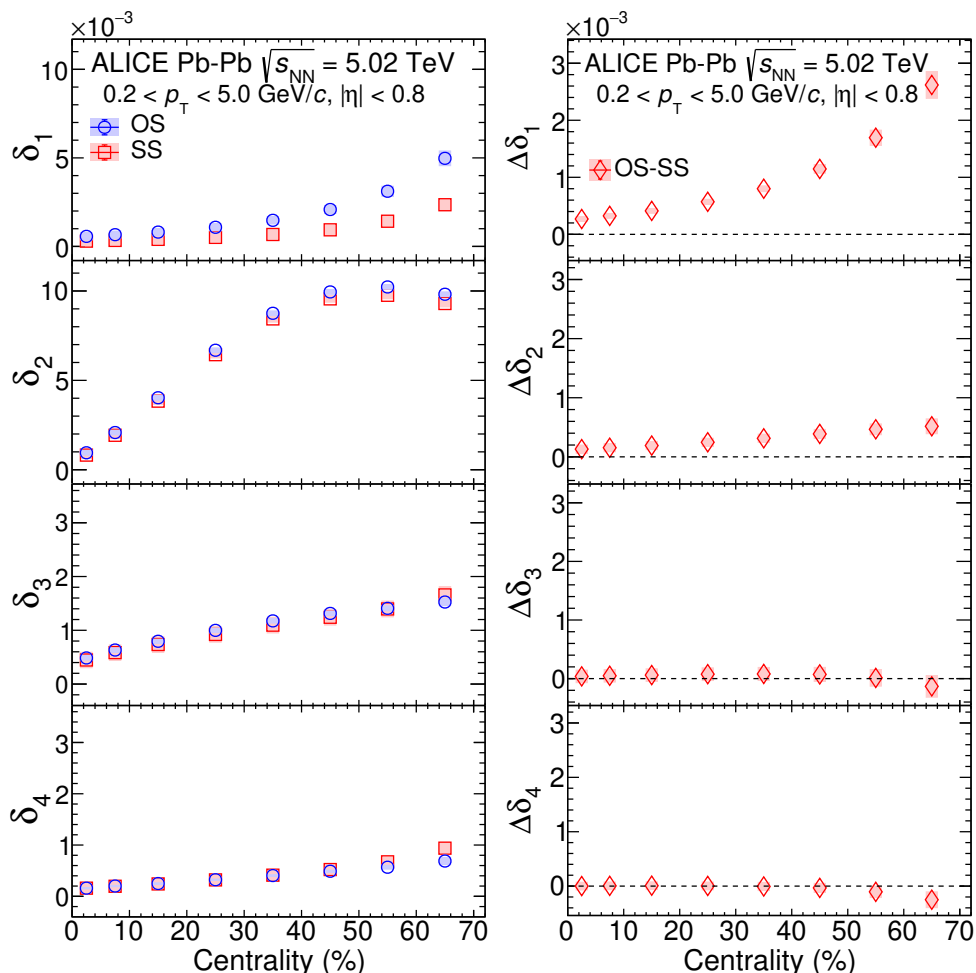 ×10⁻³
ALICE Pb-Pb √s_NN = 5.02 TeV
0.2 < p_T < 5.0 GeV/c, |η| < 0.8
OS
SS
δ₁
10
5
0
δ₂
10
5
0
δ₃
3
2
1
0
δ₄
3
2
1
0
0 10 20 30 40 50 60 70
Centrality (%)
×10⁻³
ALICE Pb-Pb √s_NN = 5.02 TeV
0.2 < p_T < 5.0 GeV/c, |η| < 0.8
OS-SS
Δδ₁
3
2
1
0
Δδ₂
3
2
1
0
Δδ₃
3
2
1
0
Δδ₄
3
2
1
0
0 10 20 30 40 50 60 70
Centrality (%)